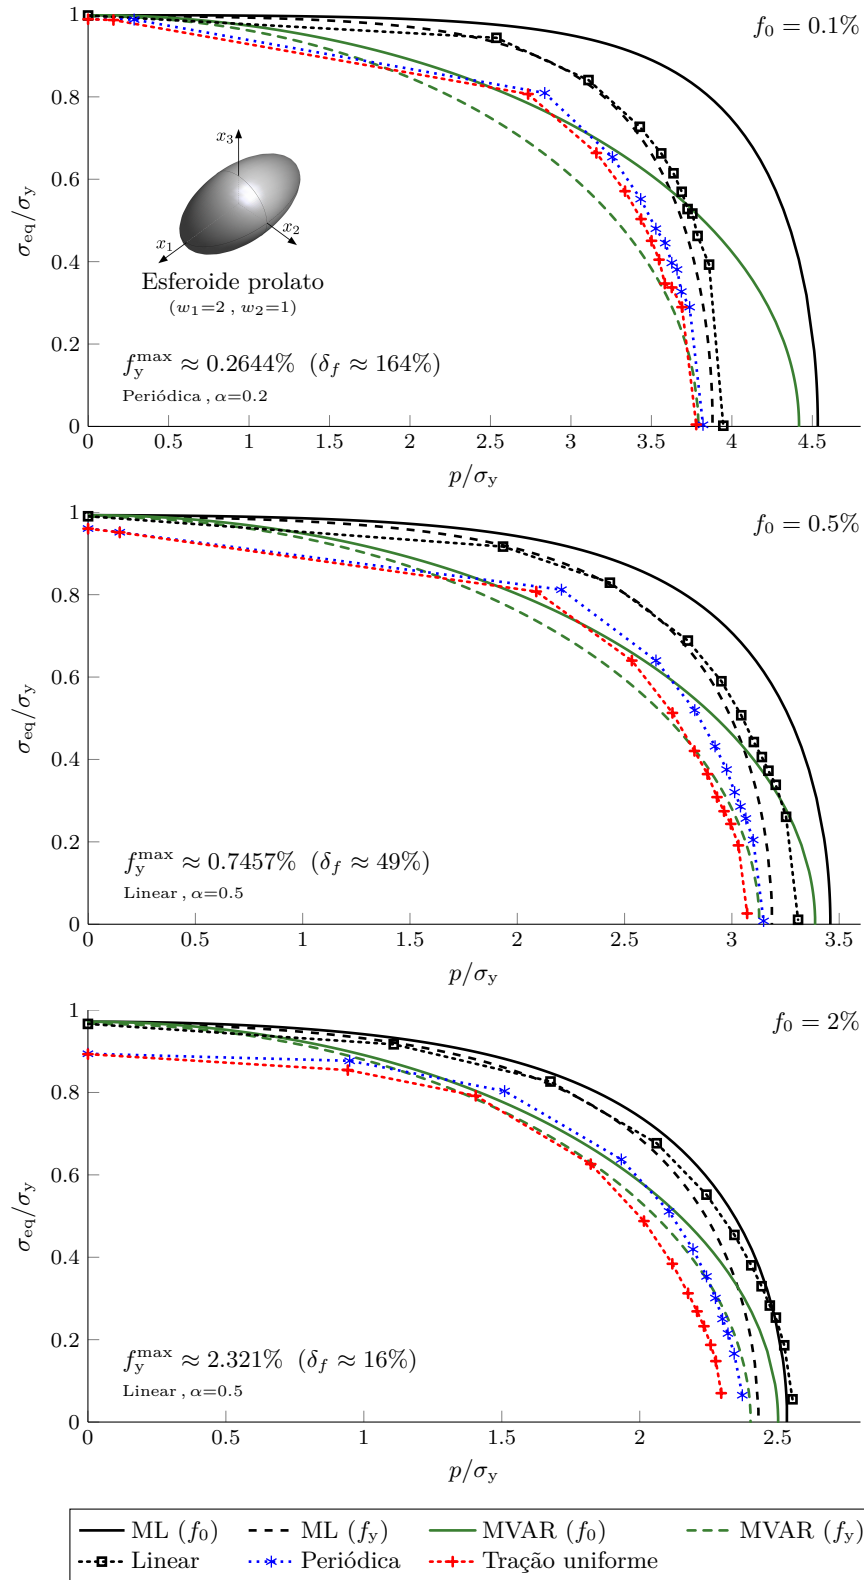 1
0.8
0.6
0.4
0.2
0
σeq/σy
f0 = 0.1%
x3
x1
x2
Esferoide prolato
(w1=2 , w2=1)
fy^max ≈ 0.2644% (δf ≈ 164%)
Periódica , α=0.2
0 0.5 1 1.5 2 2.5 3 3.5 4 4.5
p/σy
1
0.8
0.6
0.4
0.2
0
σeq/σy
f0 = 0.5%
fy^max ≈ 0.7457% (δf ≈ 49%)
Linear , α=0.5
0 0.5 1 1.5 2 2.5 3 3.5
p/σy
1
0.8
0.6
0.4
0.2
0
σeq/σy
f0 = 2%
fy^max ≈ 2.321% (δf ≈ 16%)
Linear , α=0.5
0 0.5 1 1.5 2 2.5
p/σy
ML (f0) ML (fy) MVAR (f0) MVAR (fy)
Linear Periódica Tração uniforme